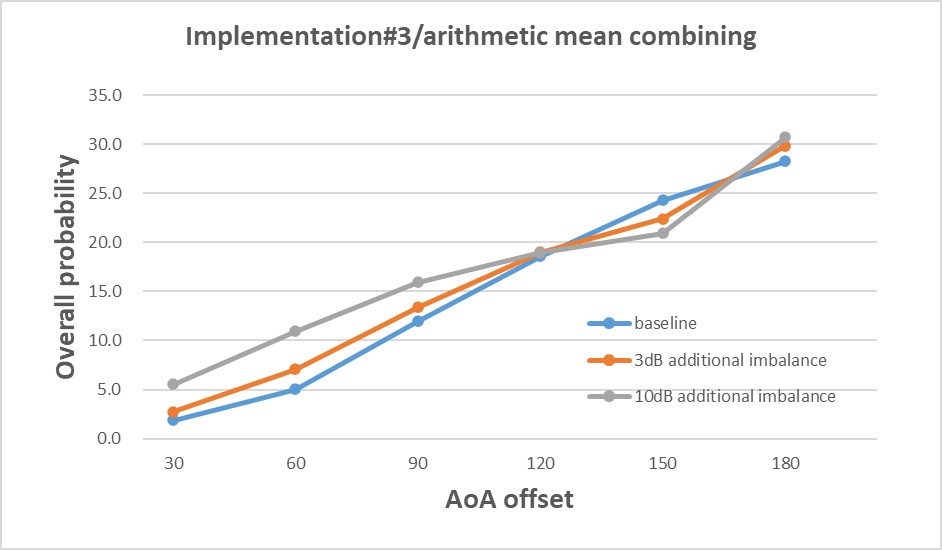 Implementation#3/arithmetic mean combining
35.0
30.0
25.0
20.0
15.0
10.0
5.0
0.0
Overall probability
baseline
3dB additional imbalance
10dB additional imbalance
30 60 90 120 150 180
AoA offset